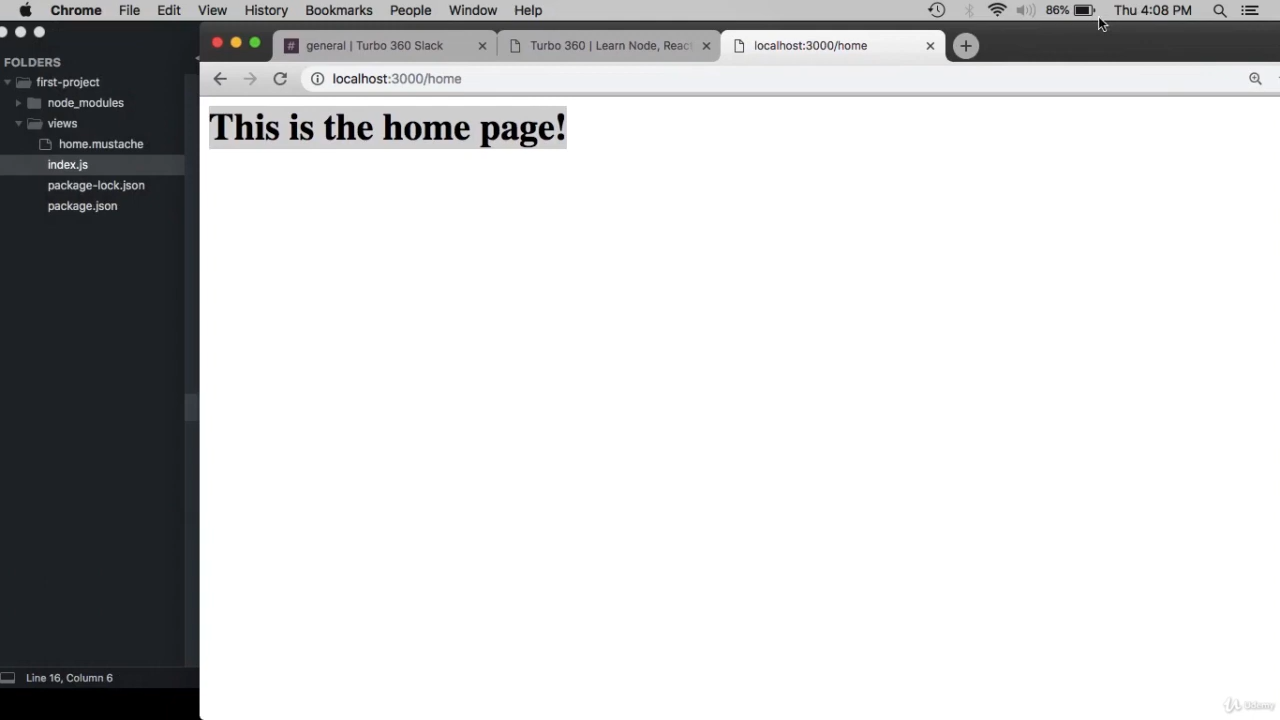 Chrome File Edit View History Bookmarks People Window Help 86% Thu 4:08 PM
general | Turbo 360 Slack
Turbo 360 | Learn Node, Reac
localhost:3000/home
localhost:3000/home
FOLDERS
first-project
node_modules
views
home.mustache
index.js
package-lock.json
package.json
This is the home page!
Line 16, Column 6
Udemy